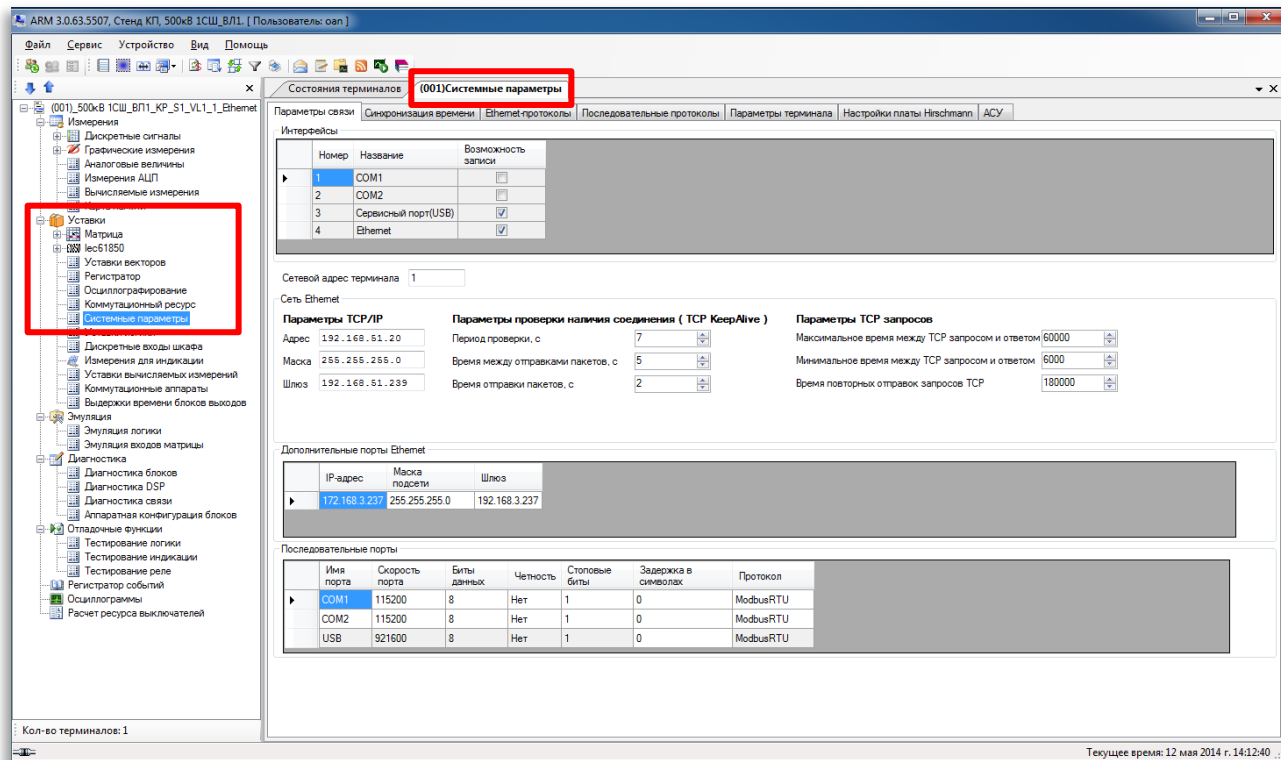 ARM 3.0.63.5507, Стенд КП, 500кВ 1СШ_ВЛ1. [ Пользователь: oan ]
Файл Сервис Устройство Вид Помощь
Состояния терминалов (001)Системные параметры
(001)_500кВ 1СШ_ВЛ1_KP_S1_VL1_1_Ethernet
Измерения
Дискретные сигналы
Графические измерения
Аналоговые величины
Измерения АЦП
Вычисляемые измерения
Уставки
Матрица
Iec61850
Уставки векторов
Регистратор
Осциллографирование
Коммутационный ресурс
Системные параметры
Дискретные входы шкафа
Измерения для индикации
Уставки вычисляемых измерений
Коммутационные аппараты
Выдержки времени блоков выходов
Эмуляция
Эмуляция логики
Эмуляция входов матрицы
Диагностика
Диагностика блоков
Диагностика DSP
Диагностика связи
Аппаратная конфигурация блоков
Отладочные функции
Тестирование логики
Тестирование индикации
Тестирование реле
Регистратор событий
Осциллограммы
Расчет ресурса выключателей
Кол-во терминалов: 1
Параметры связи Синхронизация времени Ethernet-протоколы Последовательные протоколы Параметры терминала Настройки платы Hirschmann АСУ
Интерфейсы
Номер Название Возможность записи
1 COM1
2 COM2
3 Сервисный порт(USB)
4 Ethernet
Сетевой адрес терминала 1
Сеть Ethernet
Параметры TCP/IP Параметры проверки наличия соединения ( TCP KeepAlive ) Параметры TCP запросов
Адрес 192.168.51.20 Период проверки, с 7 Максимальное время между TCP запросом и ответом 60000
Маска 255.255.255.0 Время между отправками пакетов, с 5 Минимальное время между TCP запросом и ответом 6000
Шлюз 192.168.51.239 Время отправки пакетов, с 2 Время повторных отправок запросов TCP 180000
Дополнительные порты Ethernet
IP-адрес Маска подсети Шлюз
172.168.3.237 255.255.255.0 192.168.3.237
Последовательные порты
Имя порта Скорость порта Биты данных Четность Стоповые биты Задержка в символах Протокол
COM1 115200 8 Нет 1 0 ModbusRTU
COM2 115200 8 Нет 1 0 ModbusRTU
USB 921600 8 Нет 1 0 ModbusRTU
Текущее время: 12 мая 2014 г. 14:12:40